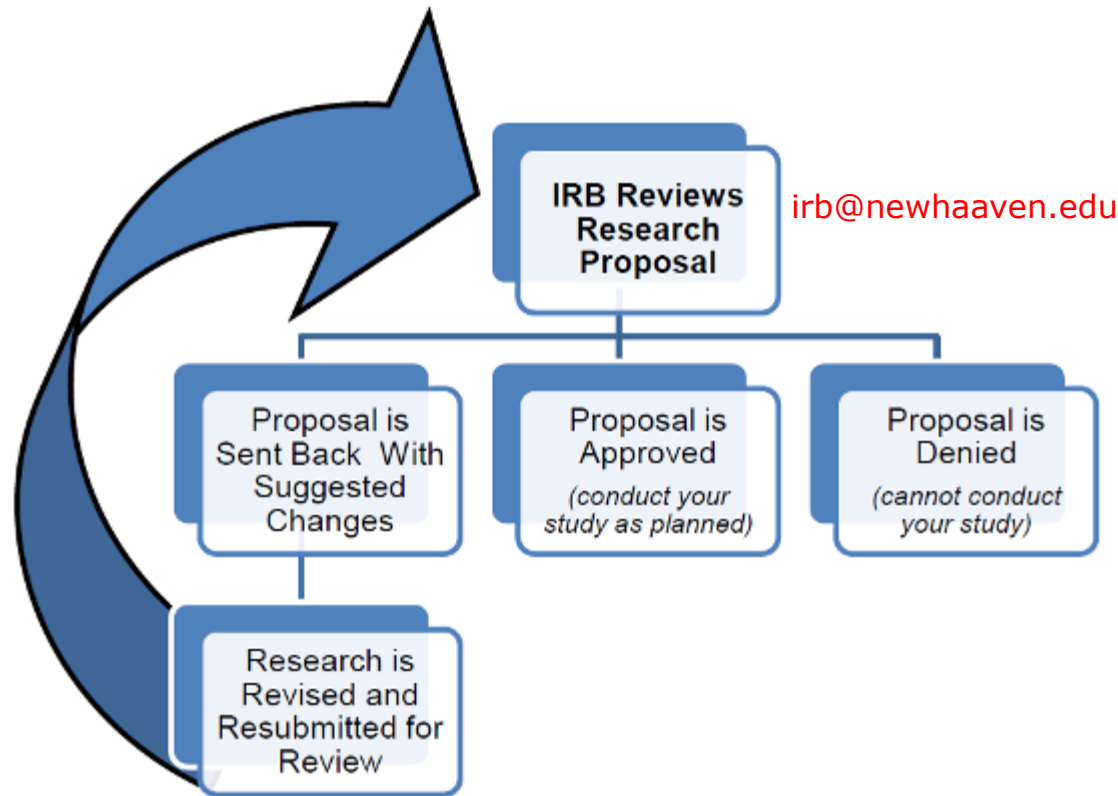 IRB Reviews
Research
Proposal
irb@newhaaven.edu
Proposal is
Sent Back With
Suggested
Changes
Proposal is
Approved
(conduct your
study as planned)
Proposal is
Denied
(cannot conduct
your study)
Research is
Revised and
Resubmitted for
Review